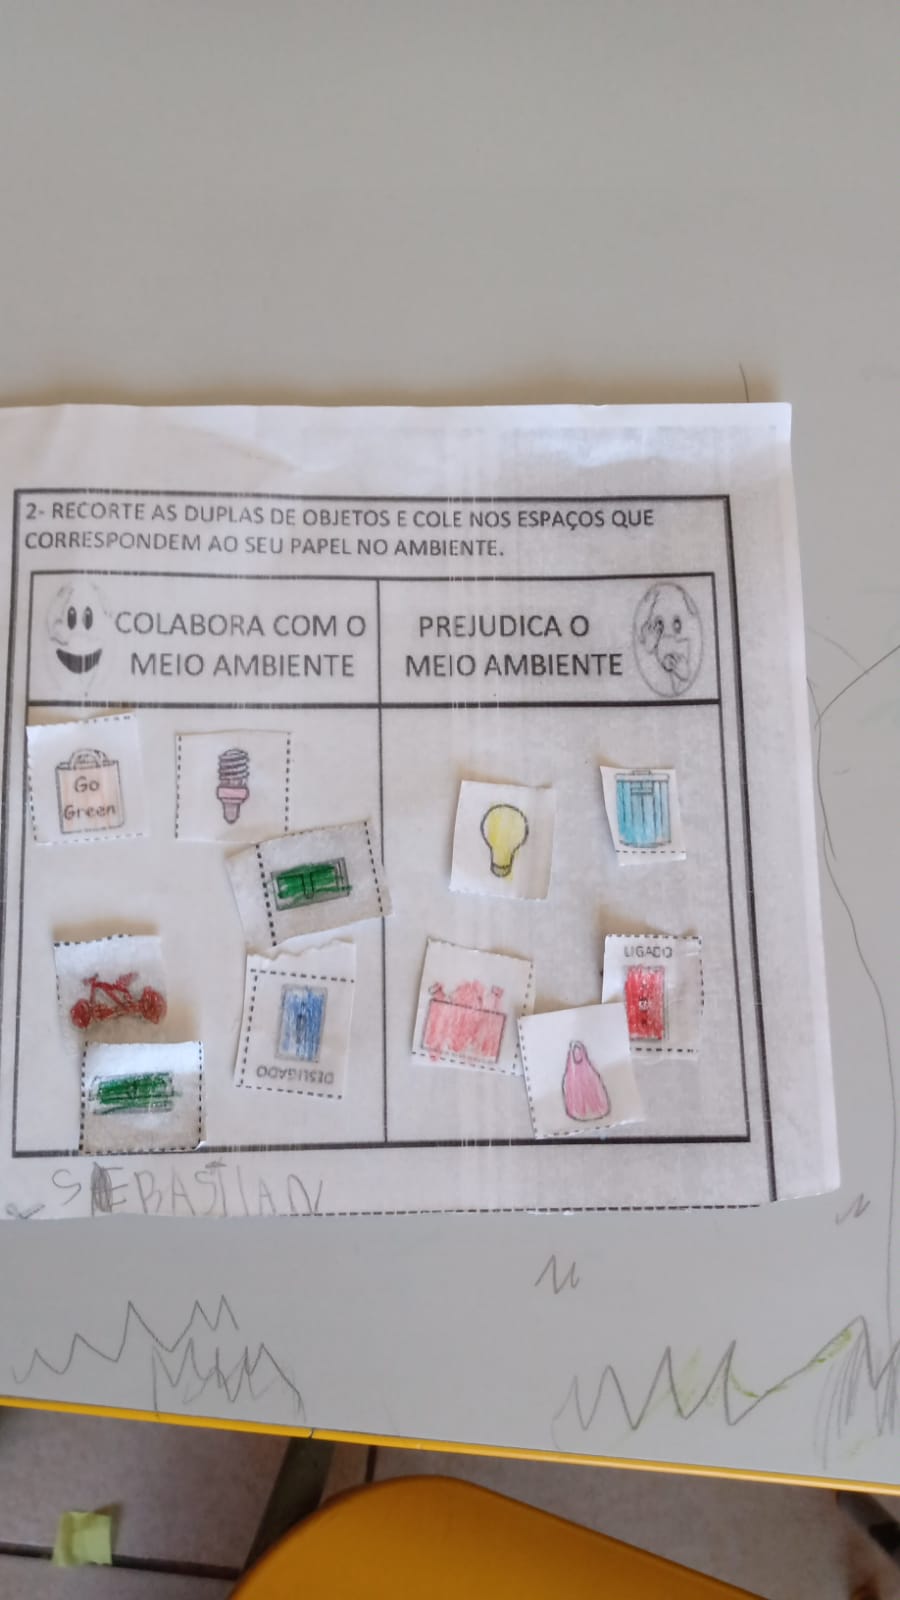 2- RECORTE AS DUPLAS DE OBJETOS E COLE NOS ESPAÇOS QUE
CORRESPONDEM AO SEU PAPEL NO AMBIENTE.
COLABORA COM O
MEIO AMBIENTE
PREJUDICA O
MEIO AMBIENTE
Go
Green
LIGADO
DESLIGADO
SEBASTIAN